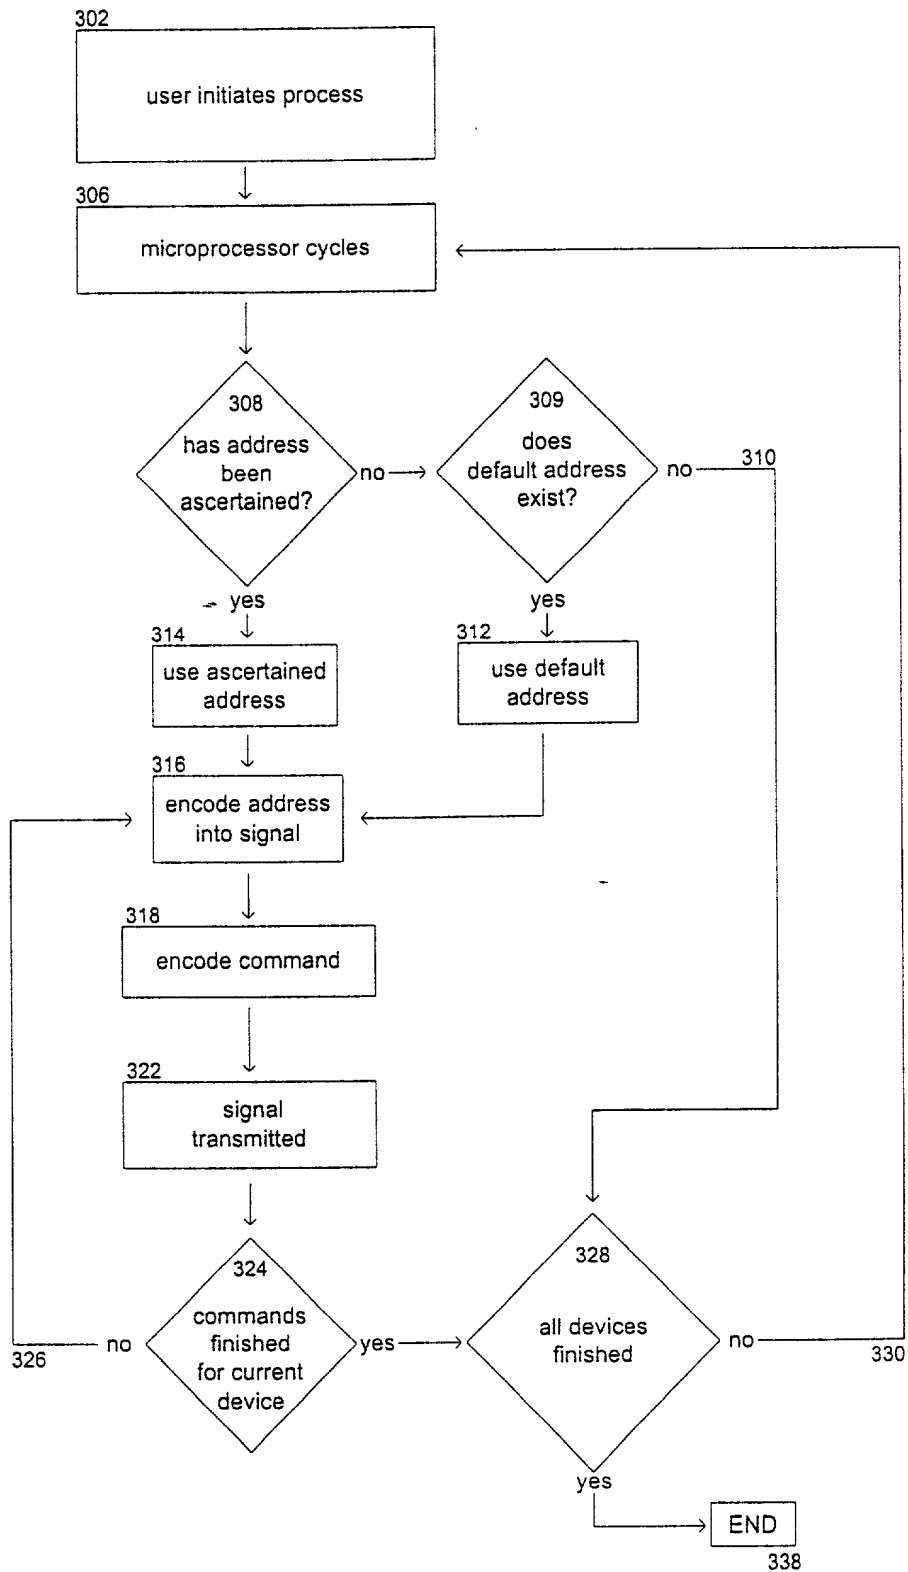 302
user initiates process
306
microprocessor cycles
308
has address
been
ascertained?
no
309
does
default address
exist?
no
310
yes
yes
314
use ascertained
address
312
use default
address
316
encode address
into signal
318
encode command
322
signal
transmitted
324
commands
finished
for current
device
no
326
yes
328
all devices
finished
no
330
yes
END
338